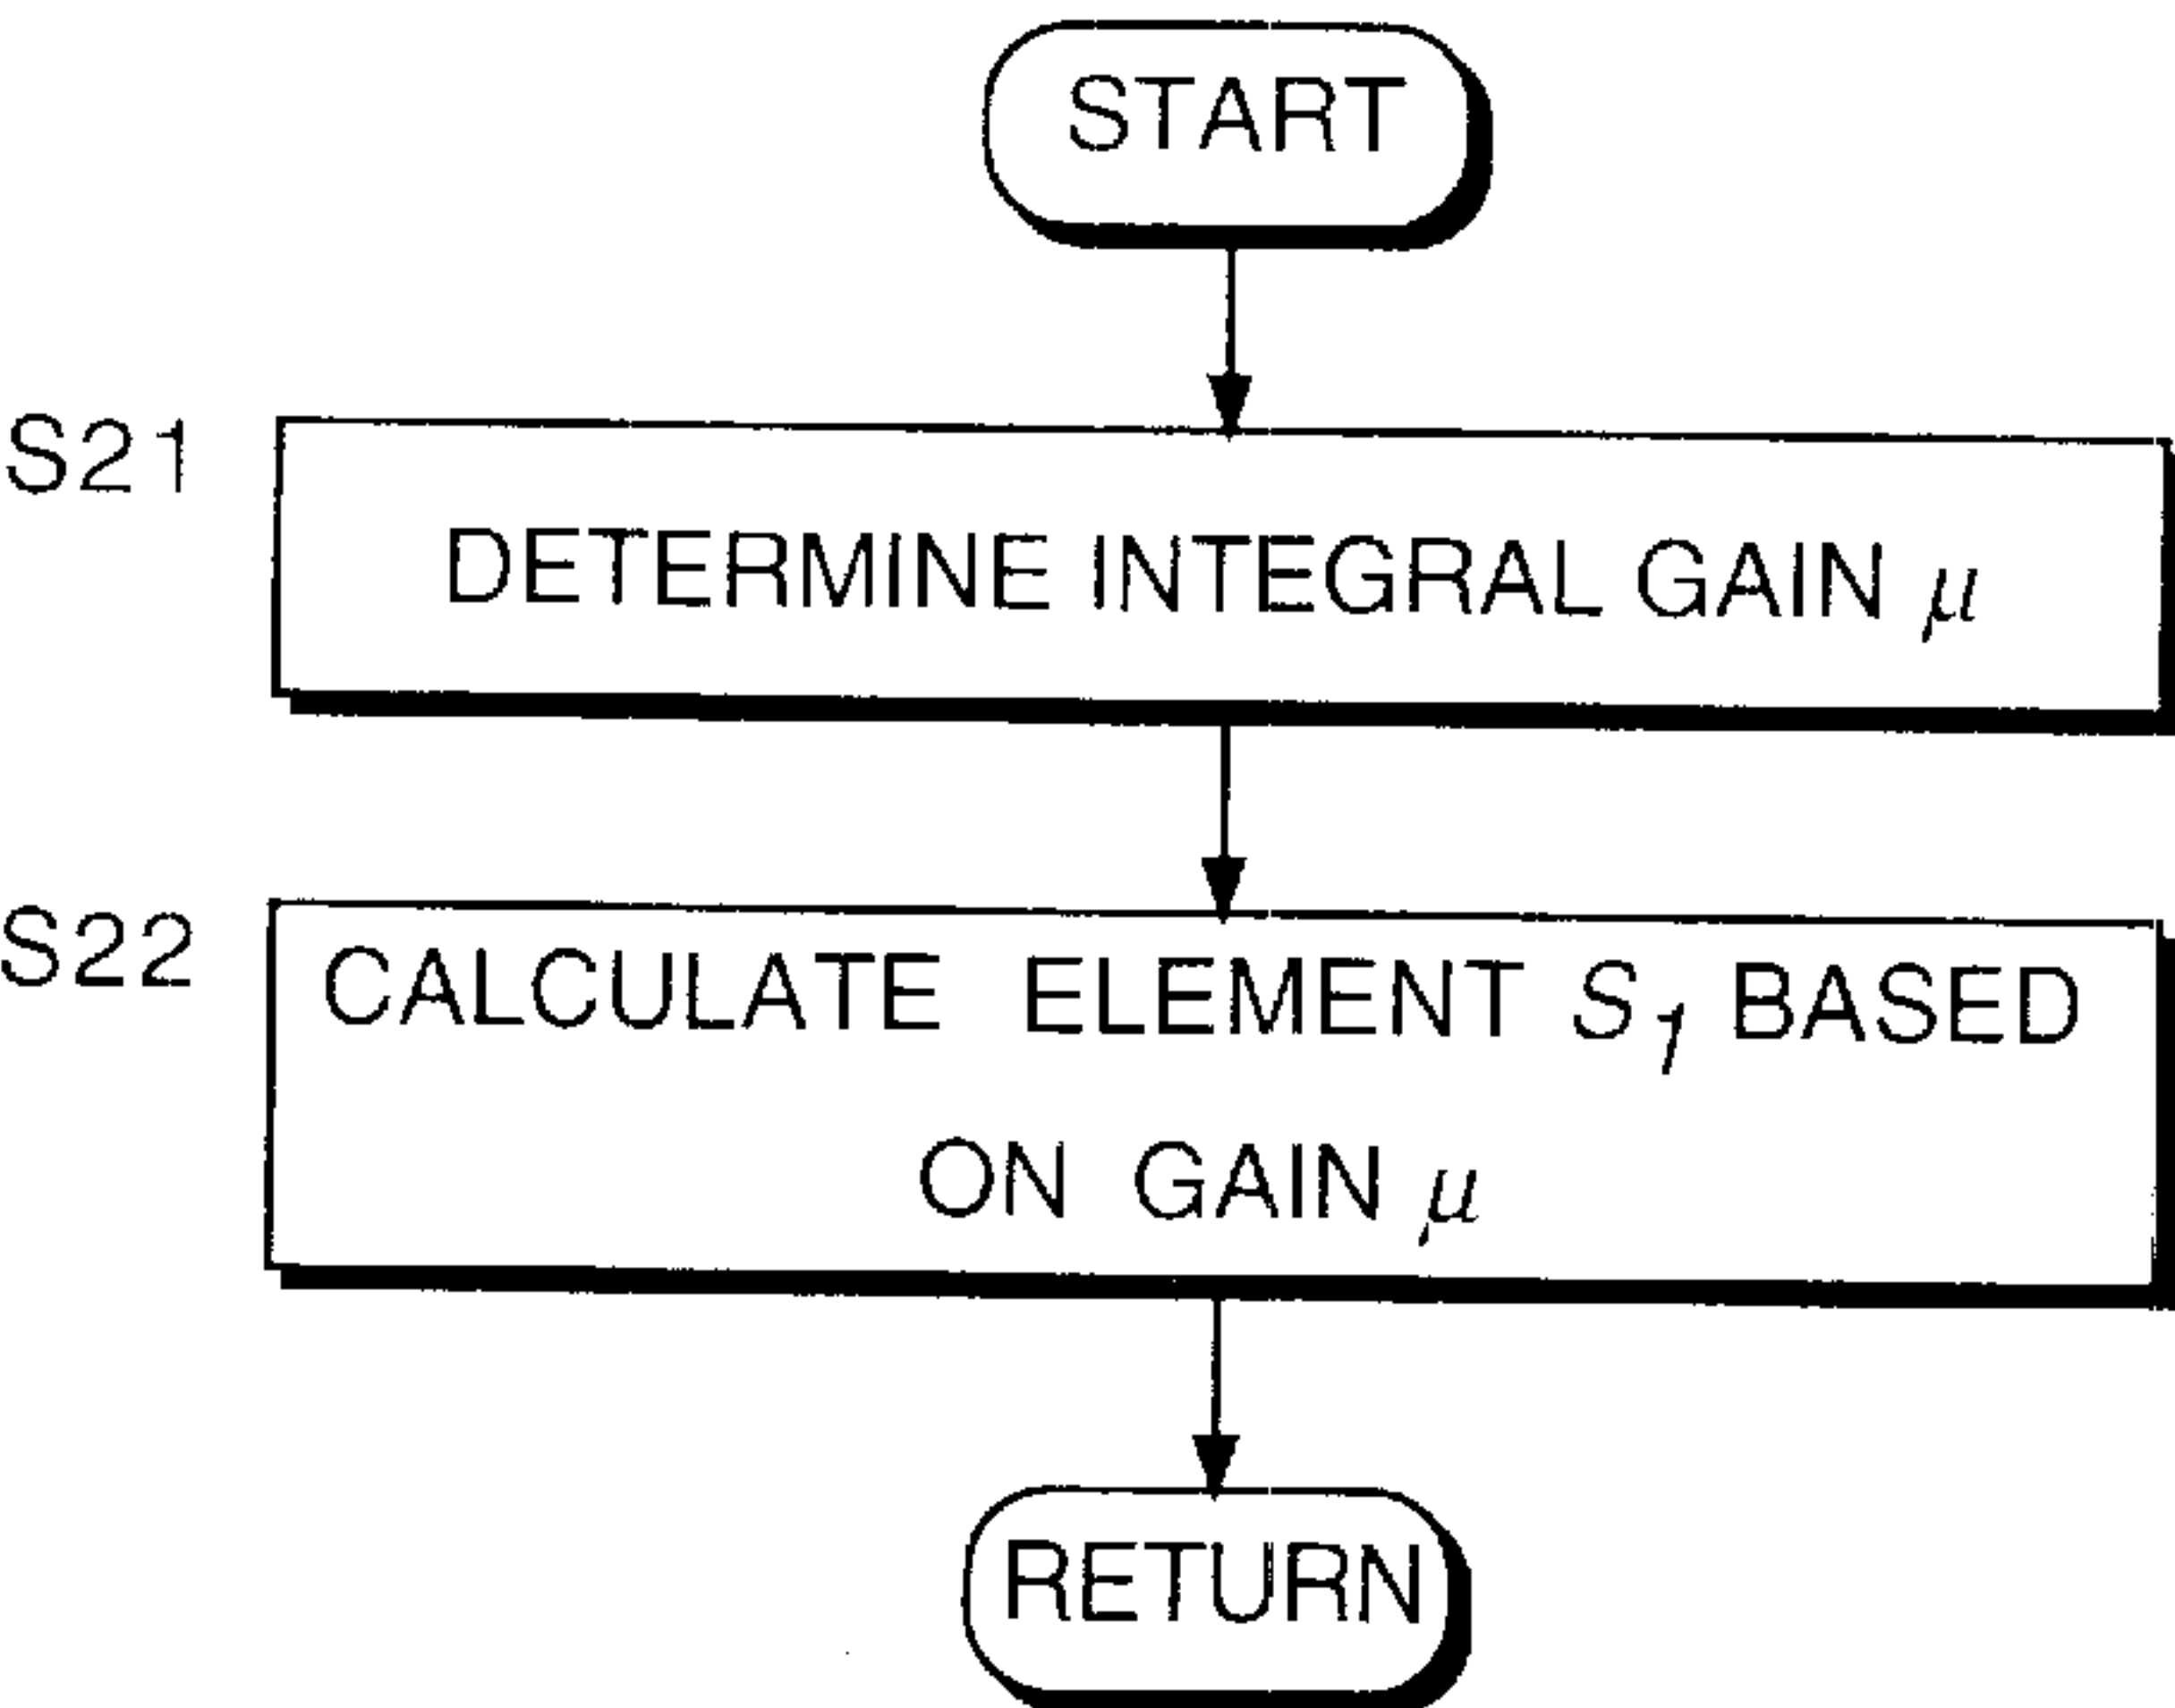 START
S21
DETERMINE INTEGRAL GAIN μ
S22
CALCULATE ELEMENT S₁ BASED
ON GAIN μ
RETURN